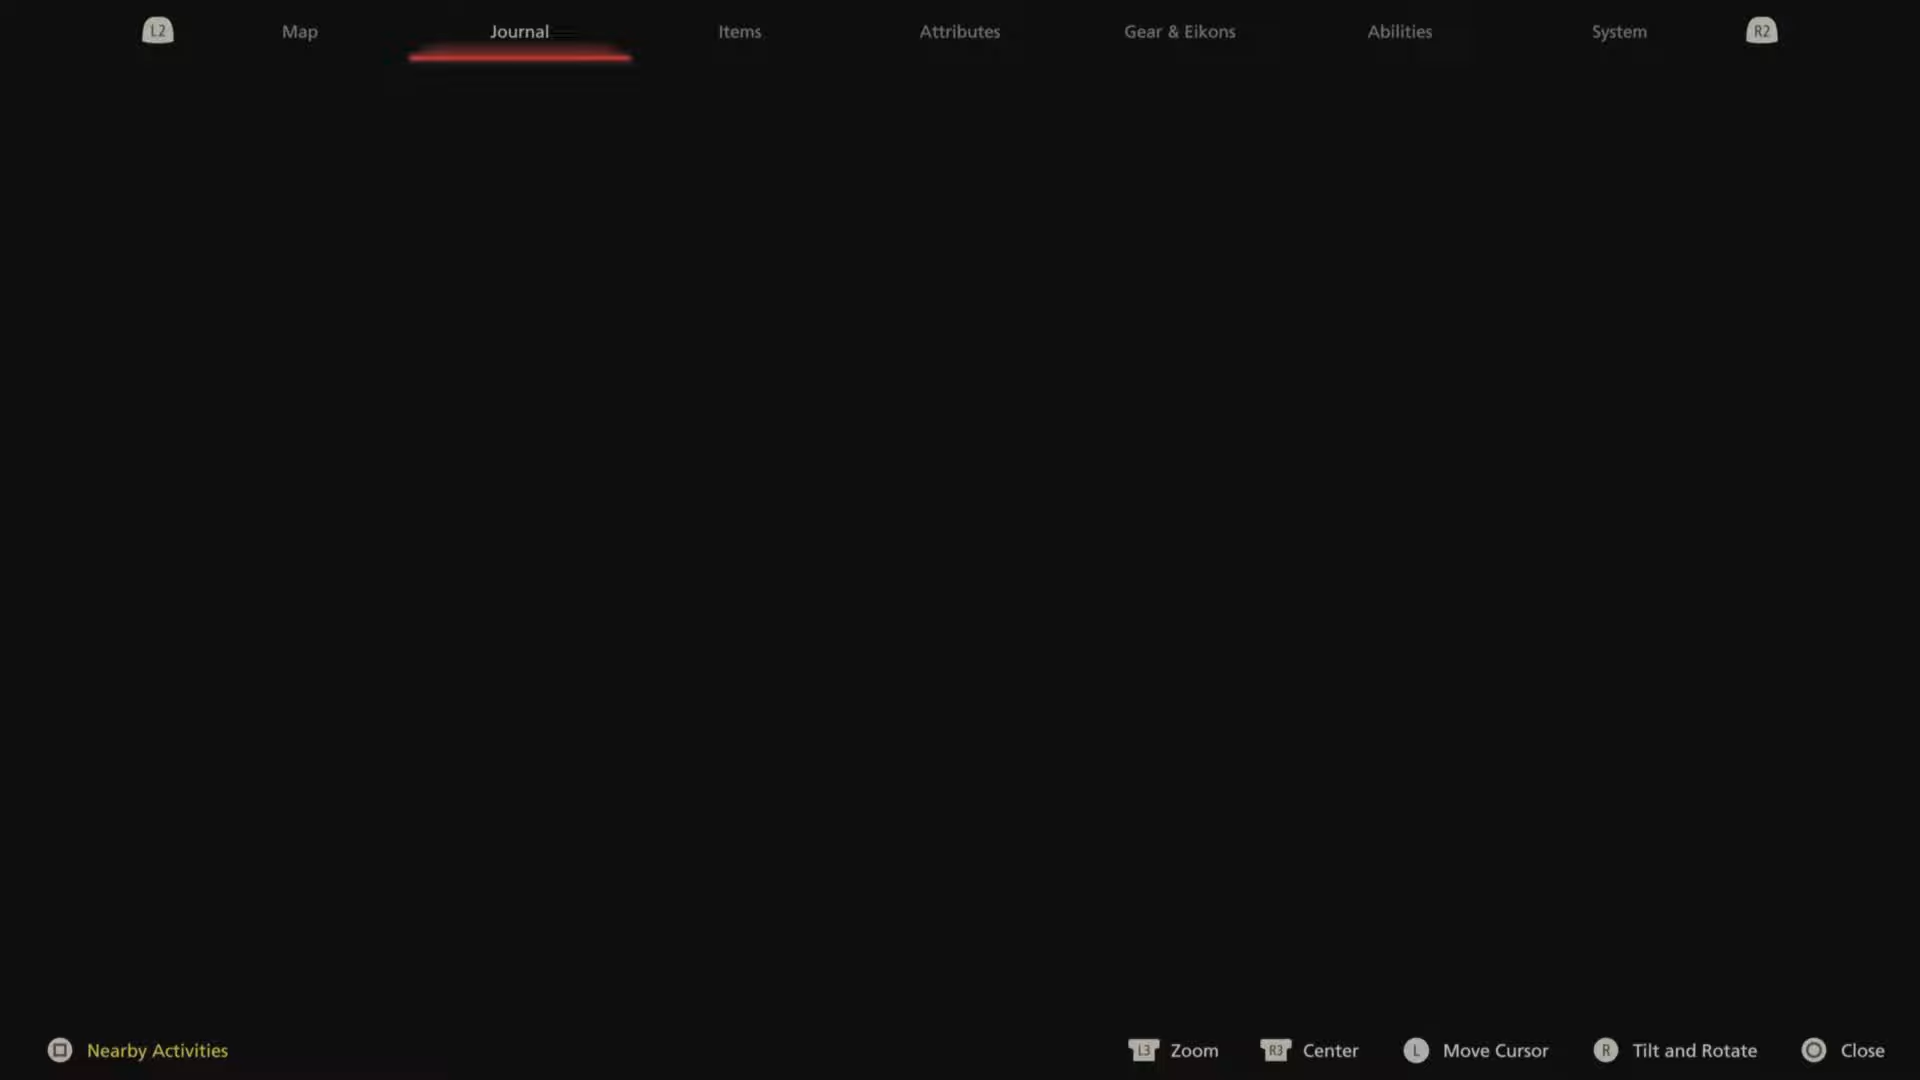 L2 Map Journal Items Attributes Gear & Eikons Abilities System R2
Nearby Activities L3 Zoom R3 Center L Move Cursor R Tilt and Rotate Close